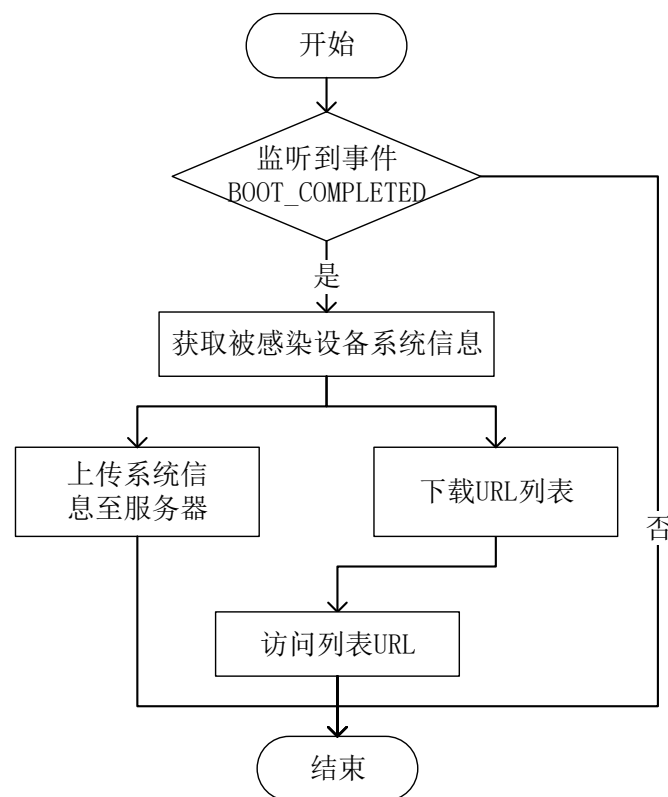 开始
监听到事件
BOOT_COMPLETED
是
获取被感染设备系统信息
上传系统信
息至服务器
下载URL列表
否
访问列表URL
结束